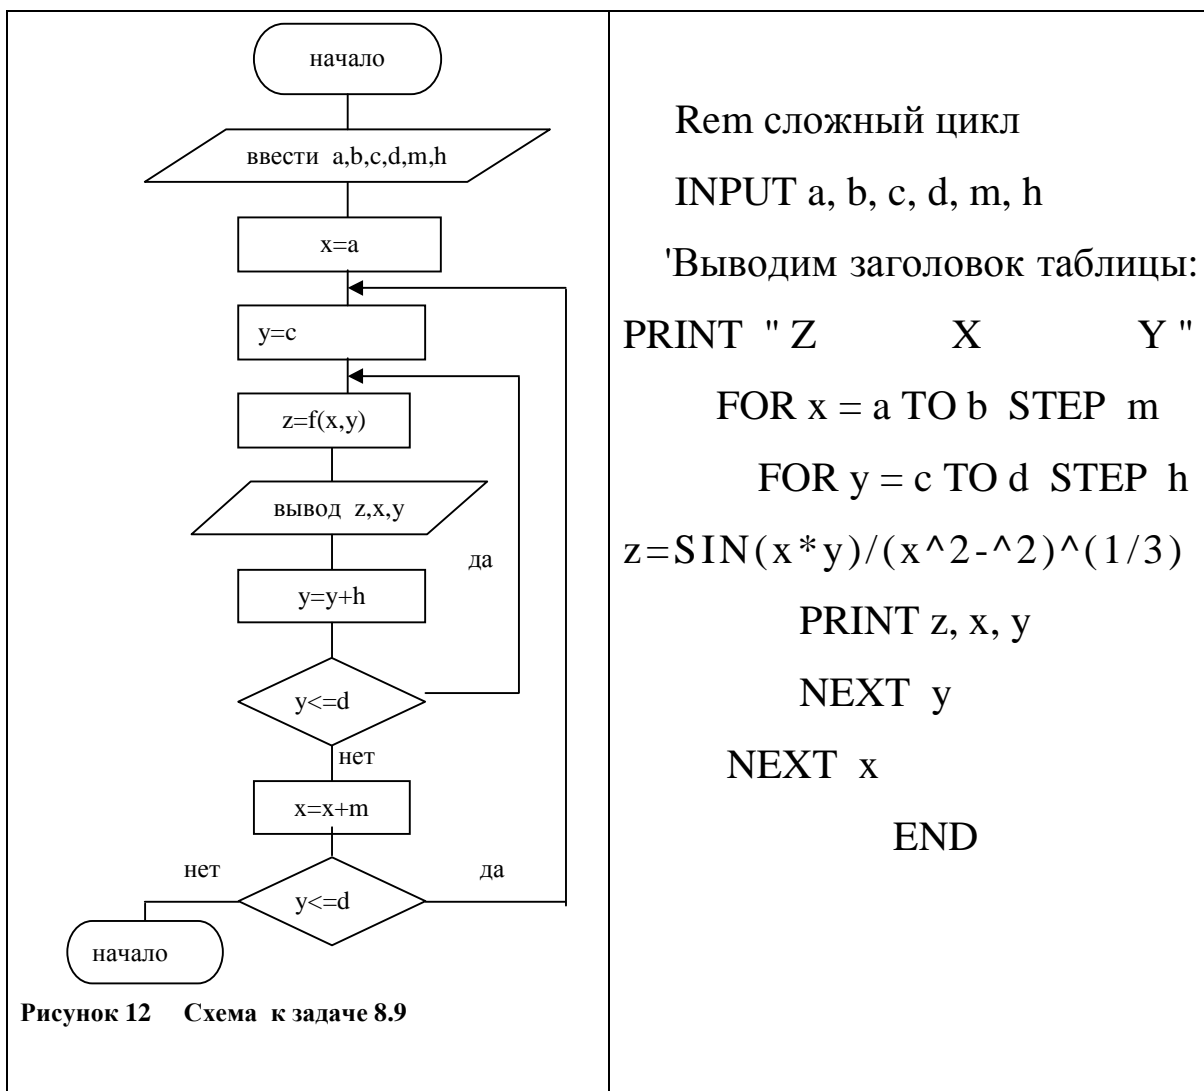 начало
ввести a,b,c,d,m,h
x=a
y=c
z=f(x,y)
вывод z,x,y
да
y=y+h
y<=d
нет
x=x+m
нет
да
y<=d
начало
Рисунок 12 Схема к задаче 8.9
Rem сложный цикл
INPUT a, b, c, d, m, h
'Выводим заголовок таблицы:
PRINT " Z X Y "
FOR x = a TO b STEP m
FOR y = c TO d STEP h
z=SIN(x*y)/(x^2-^2)^(1/3)
PRINT z, x, y
NEXT y
NEXT x
END